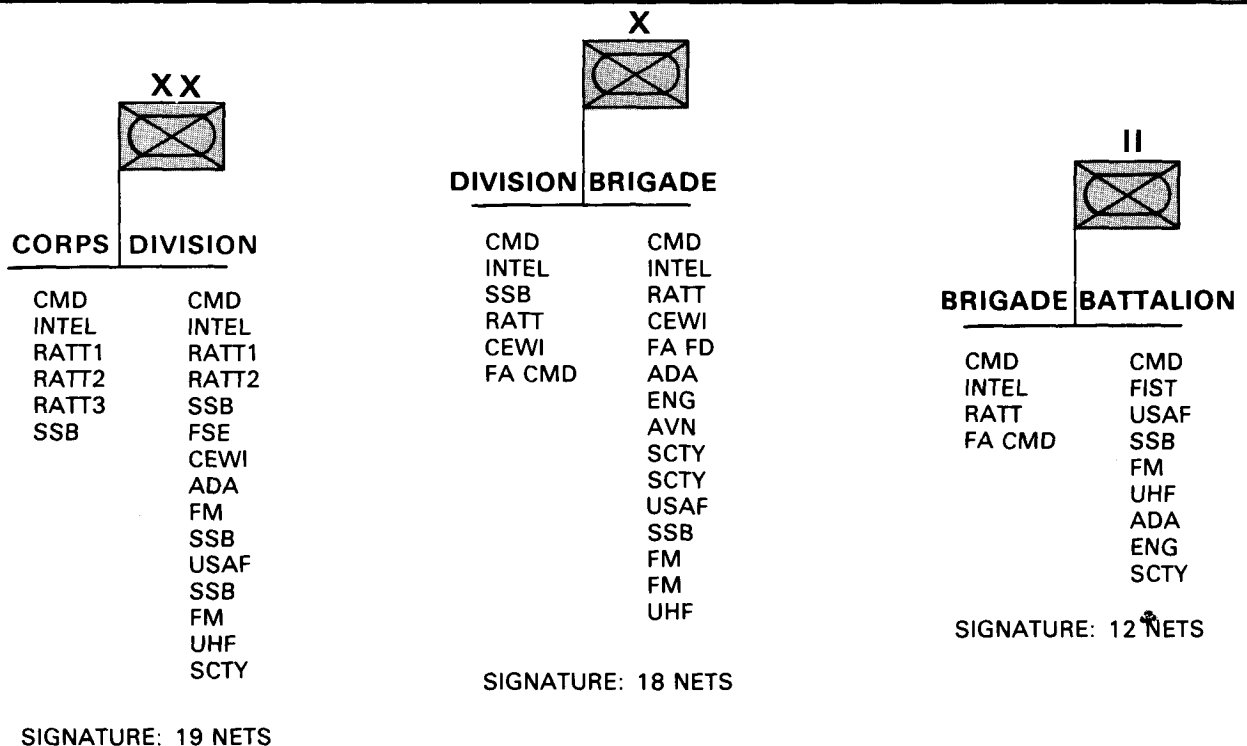 XX
CORPS DIVISION
CMD CMD
INTEL INTEL
RATT1 RATT1
RATT2 RATT2
RATT3 SSB
SSB FSE
CEWI
ADA
FM
SSB
USAF
SSB
FM
UHF
SCTY
SIGNATURE: 19 NETS
X
DIVISION BRIGADE
CMD CMD
INTEL INTEL
SSB RATT
RATT CEWI
CEWI FA FD
FA CMD ADA
ENG
AVN
SCTY
SCTY
USAF
SSB
FM
FM
UHF
SIGNATURE: 18 NETS
II
BRIGADE BATTALION
CMD CMD
INTEL FIST
RATT USAF
FA CMD SSB
FM
UHF
ADA
ENG
SCTY
SIGNATURE: 12 NETS